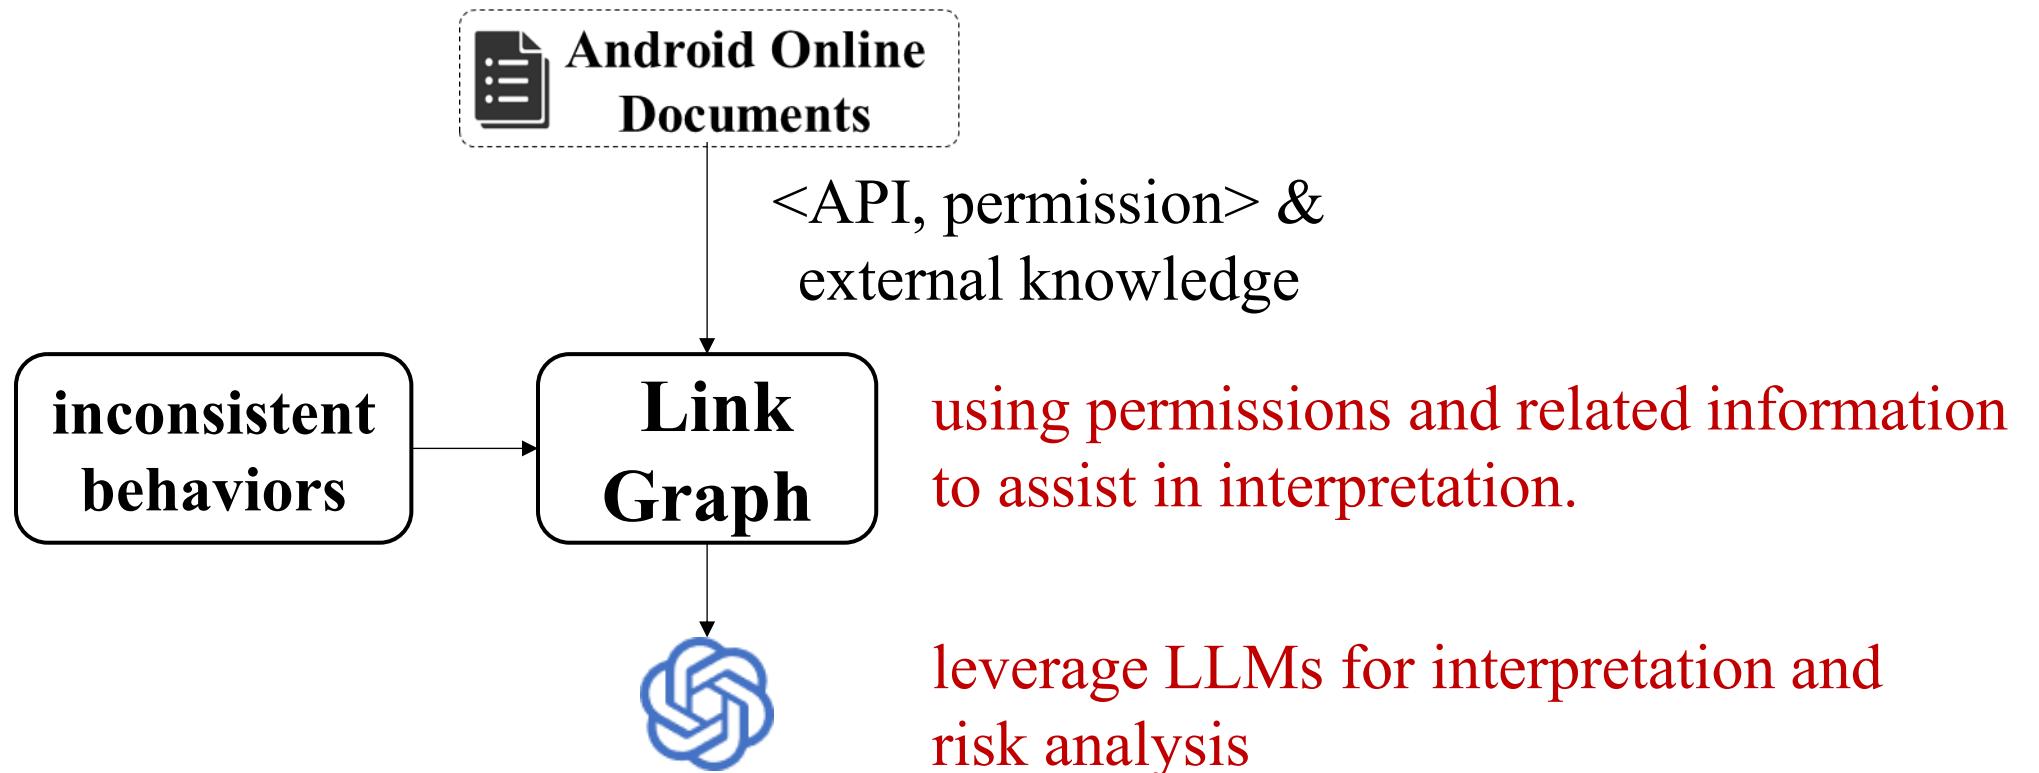 Android Online
Documents
<API, permission> &
external knowledge
inconsistent
behaviors
Link
Graph
using permissions and related information
to assist in interpretation.
leverage LLMs for interpretation and
risk analysis